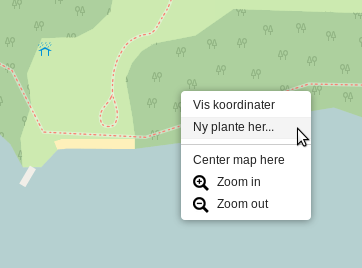 Vis koordinater
Ny plante her...
Center map here
Zoom in
Zoom out